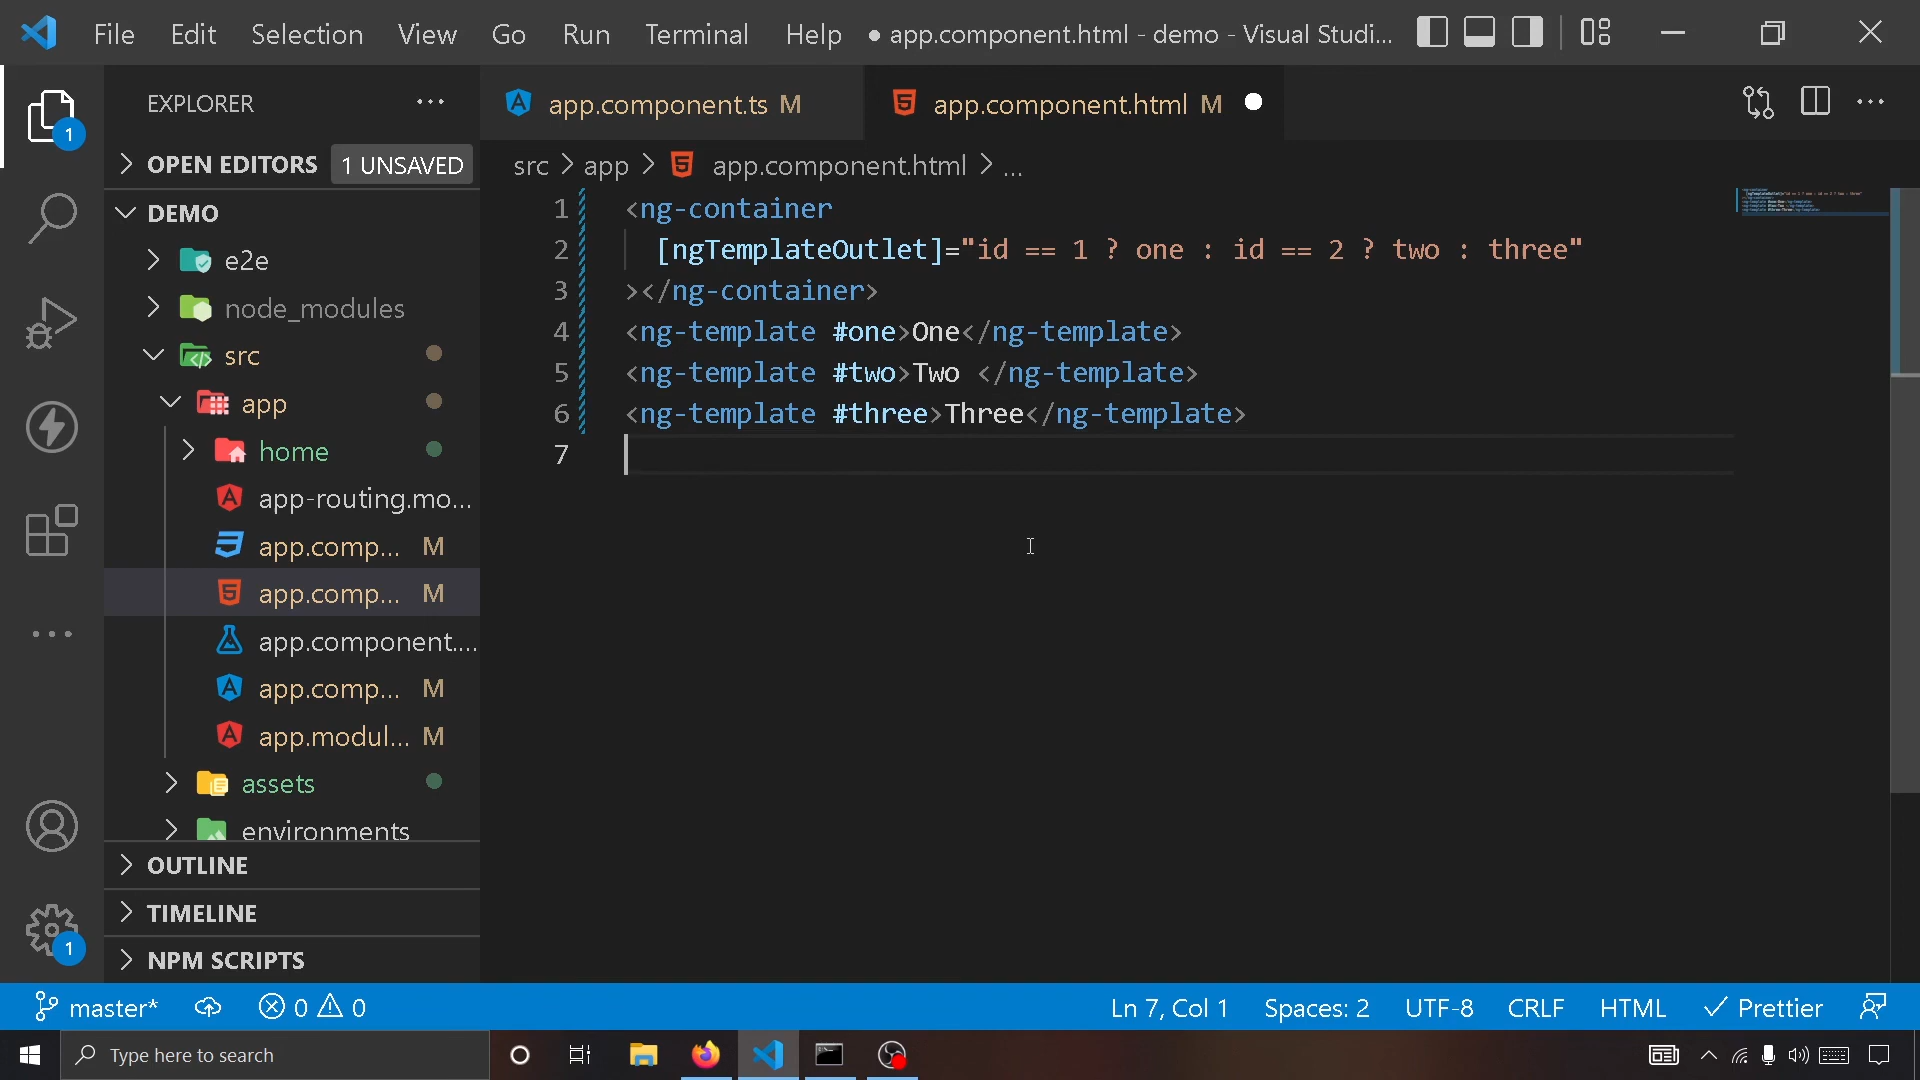 File Edit Selection View Go Run Terminal Help ● app.component.html - demo - Visual Studi...
EXPLORER ...
app.component.ts M
app.component.html M
OPEN EDITORS 1 UNSAVED
src > app > app.component.html > ...
DEMO
e2e
node_modules
src
app
home
app-routing.mo...
app.comp... M
app.comp... M
app.component....
app.comp... M
app.modul... M
assets
environments
OUTLINE
TIMELINE
NPM SCRIPTS
1 <ng-container
2 [ngTemplateOutlet]="id == 1 ? one : id == 2 ? two : three"
3 ></ng-container>
4 <ng-template #one>One</ng-template>
5 <ng-template #two>Two </ng-template>
6 <ng-template #three>Three</ng-template>
7
1
1
master* 0 0 Ln 7, Col 1 Spaces: 2 UTF-8 CRLF HTML Prettier
Type here to search